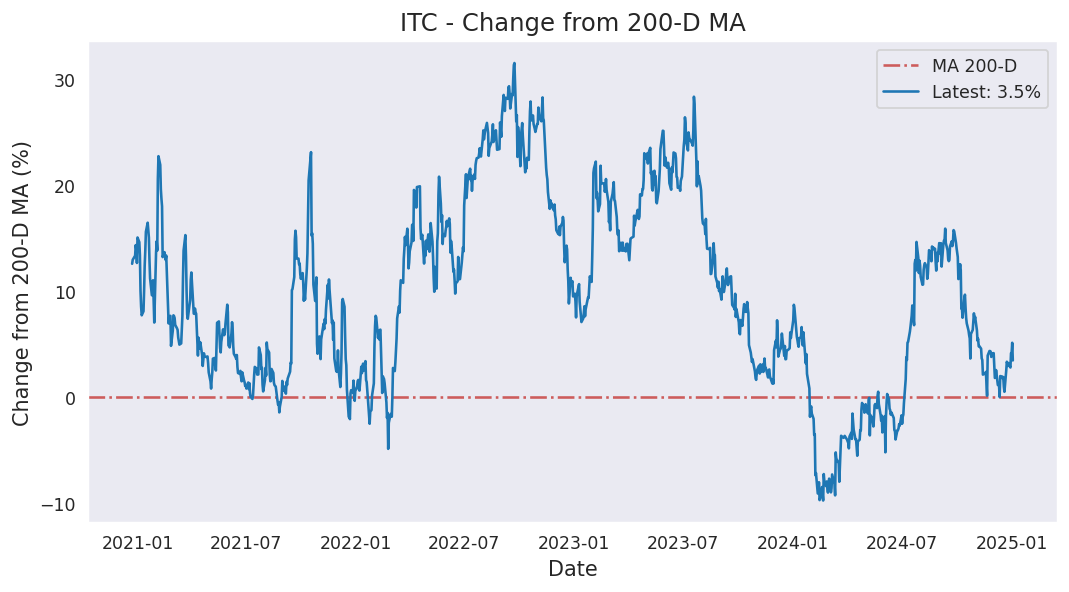 ITC - Change from 200-D MA
MA 200-D
Latest: 3.5%
Change from 200-D MA (%)
30
20
10
0
−10
2021-01 2021-07 2022-01 2022-07 2023-01 2023-07 2024-01 2024-07 2025-01
Date